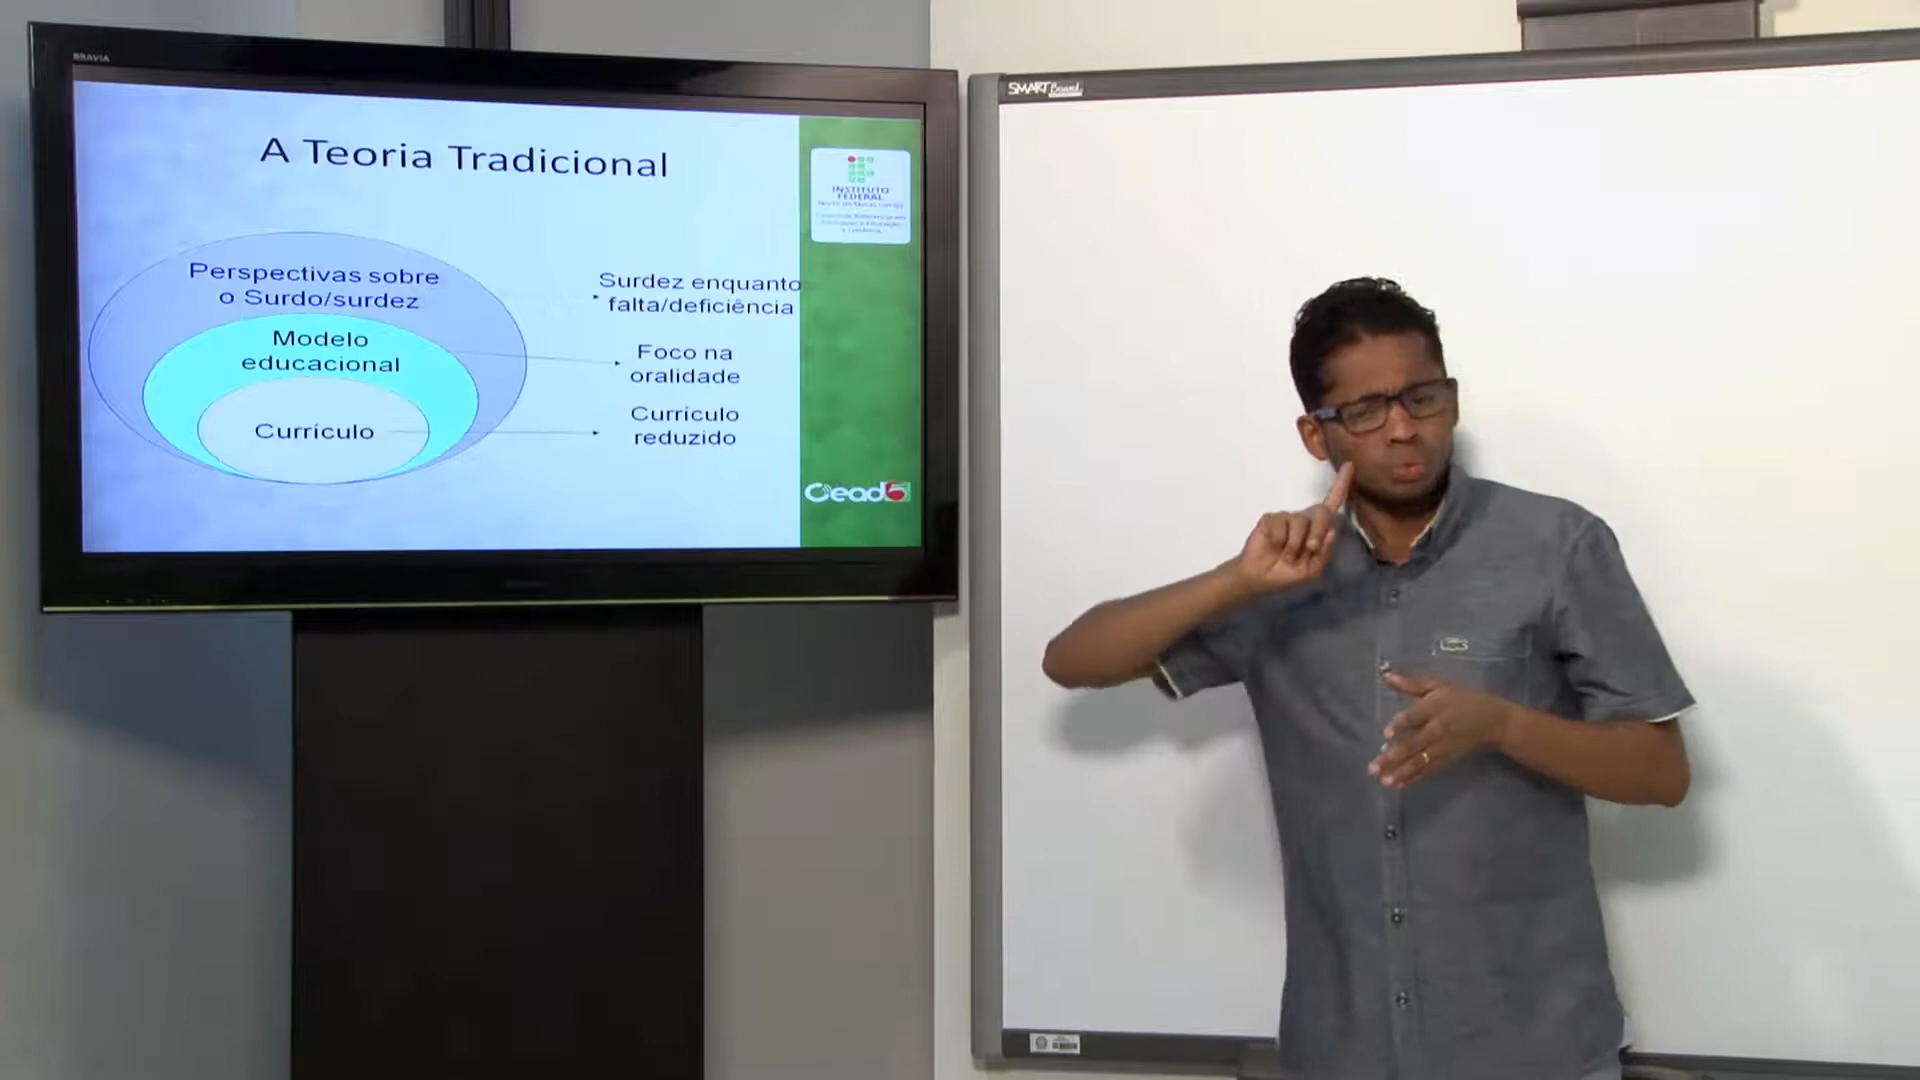 BRAVIA
A Teoria Tradicional
Perspectivas sobre
o Surdo/surdez
Modelo
educacional
Currículo
Surdez enquanto
falta/deficiência
Foco na
oralidade
Currículo
reduzido
INSTITUTO
FEDERAL
Cead5
SMART Board